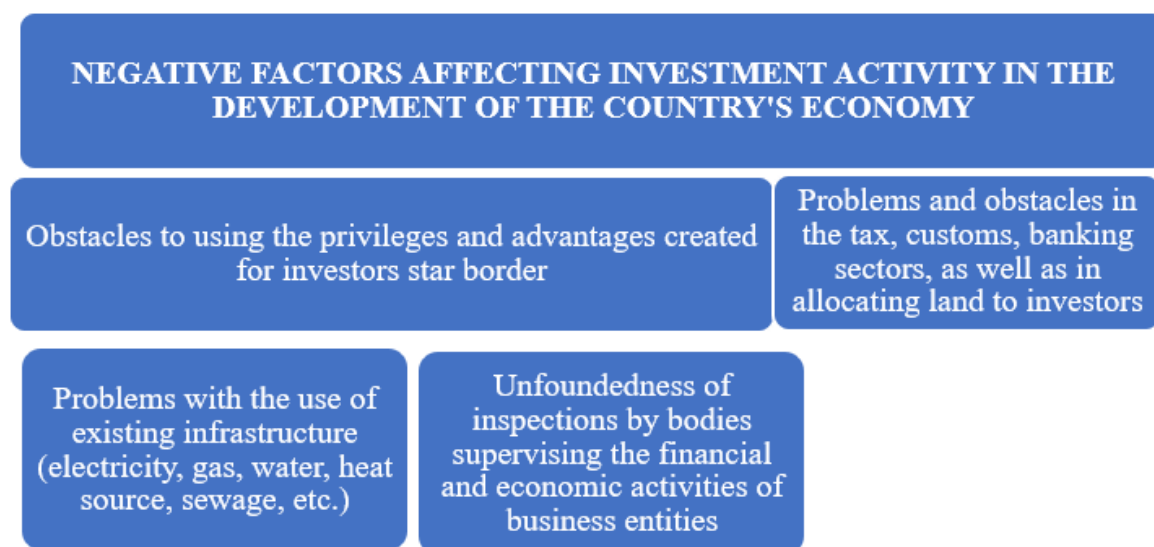 NEGATIVE FACTORS AFFECTING INVESTMENT ACTIVITY IN THE
DEVELOPMENT OF THE COUNTRY'S ECONOMY
Obstacles to using the privileges and advantages created
for investors star border
Problems and obstacles in
the tax, customs, banking
sectors, as well as in
allocating land to investors
Problems with the use of
existing infrastructure
(electricity, gas, water, heat
source, sewage, etc.)
Unfoundedness of
inspections by bodies
supervising the financial
and economic activities of
business entities